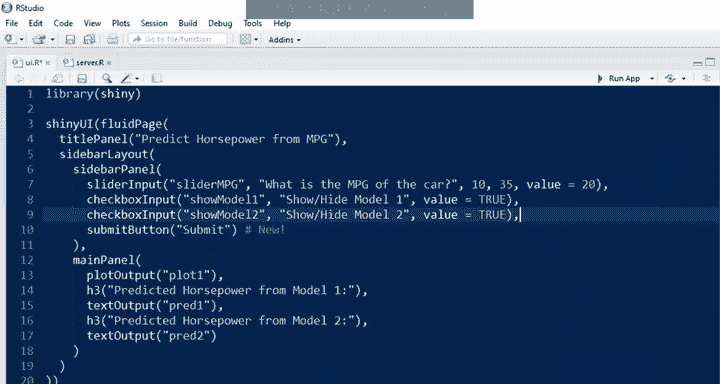 RStudio
File Edit Code View Plots Session Build Debug Tools Help
Go to file/function Addins
ui.R* server.R
Run App
1 library(shiny)
2
3 shinyUI(fluidPage(
4 titlePanel("Predict Horsepower from MPG"),
5 sidebarLayout(
6 sidebarPanel(
7 sliderInput("sliderMPG", "What is the MPG of the car?", 10, 35, value = 20),
8 checkboxInput("showModel1", "Show/Hide Model 1", value = TRUE),
9 checkboxInput("showModel2", "Show/Hide Model 2", value = TRUE),
10 submitButton("Submit") # New!
11 ),
12 mainPanel(
13 plotOutput("plot1"),
14 h3("Predicted Horsepower from Model 1:"),
15 textOutput("pred1"),
16 h3("Predicted Horsepower from Model 2:"),
17 textOutput("pred2")
18 )
19 )
20 ))